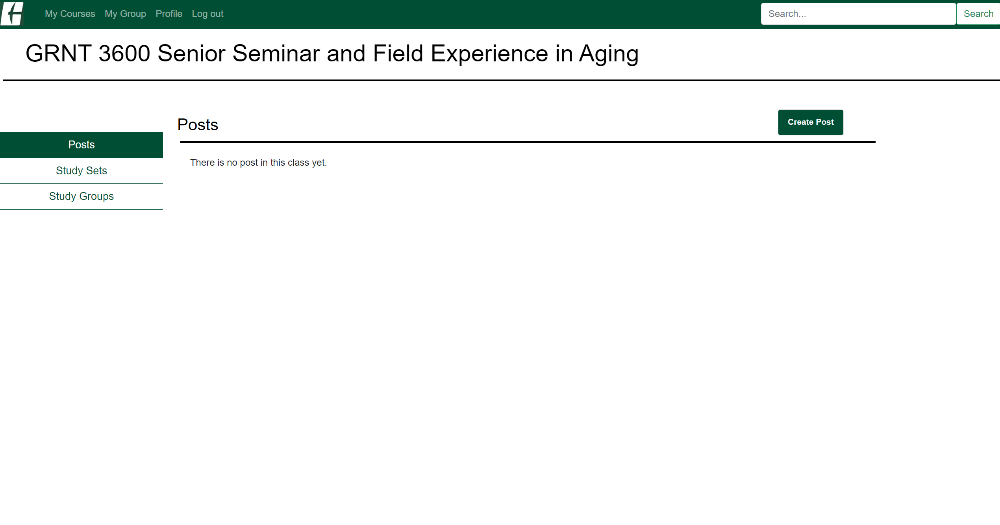 My Courses My Group Profile Log out Search... Search
GRNT 3600 Senior Seminar and Field Experience in Aging
Posts
Create Post
Posts
Study Sets
Study Groups
There is no post in this class yet.